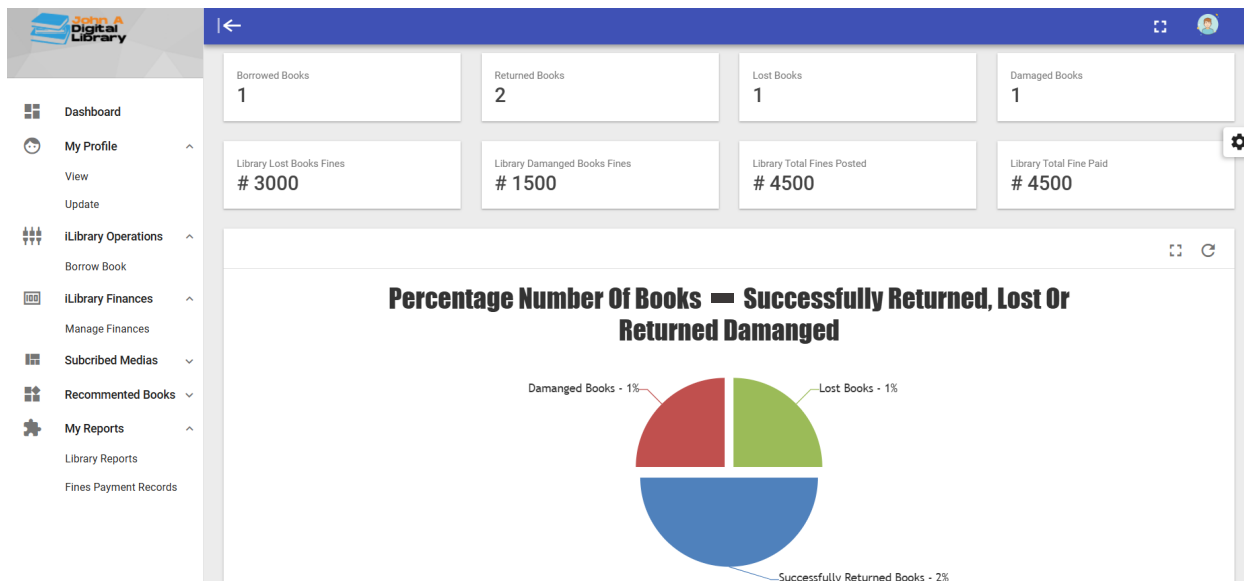 John A
Digital
Library
Borrowed Books
1
Returned Books
2
Lost Books
1
Damaged Books
1
Library Lost Books Fines
# 3000
Library Damanged Books Fines
# 1500
Library Total Fines Posted
# 4500
Library Total Fine Paid
# 4500
Dashboard
My Profile
View
Update
iLibrary Operations
Borrow Book
iLibrary Finances
Manage Finances
Subcribed Medias
Recommented Books
My Reports
Library Reports
Fines Payment Records
Percentage Number Of Books — Successfully Returned, Lost Or
Returned Damanged
Damanged Books - 1%
Lost Books - 1%
Successfully Returned Books - 2%